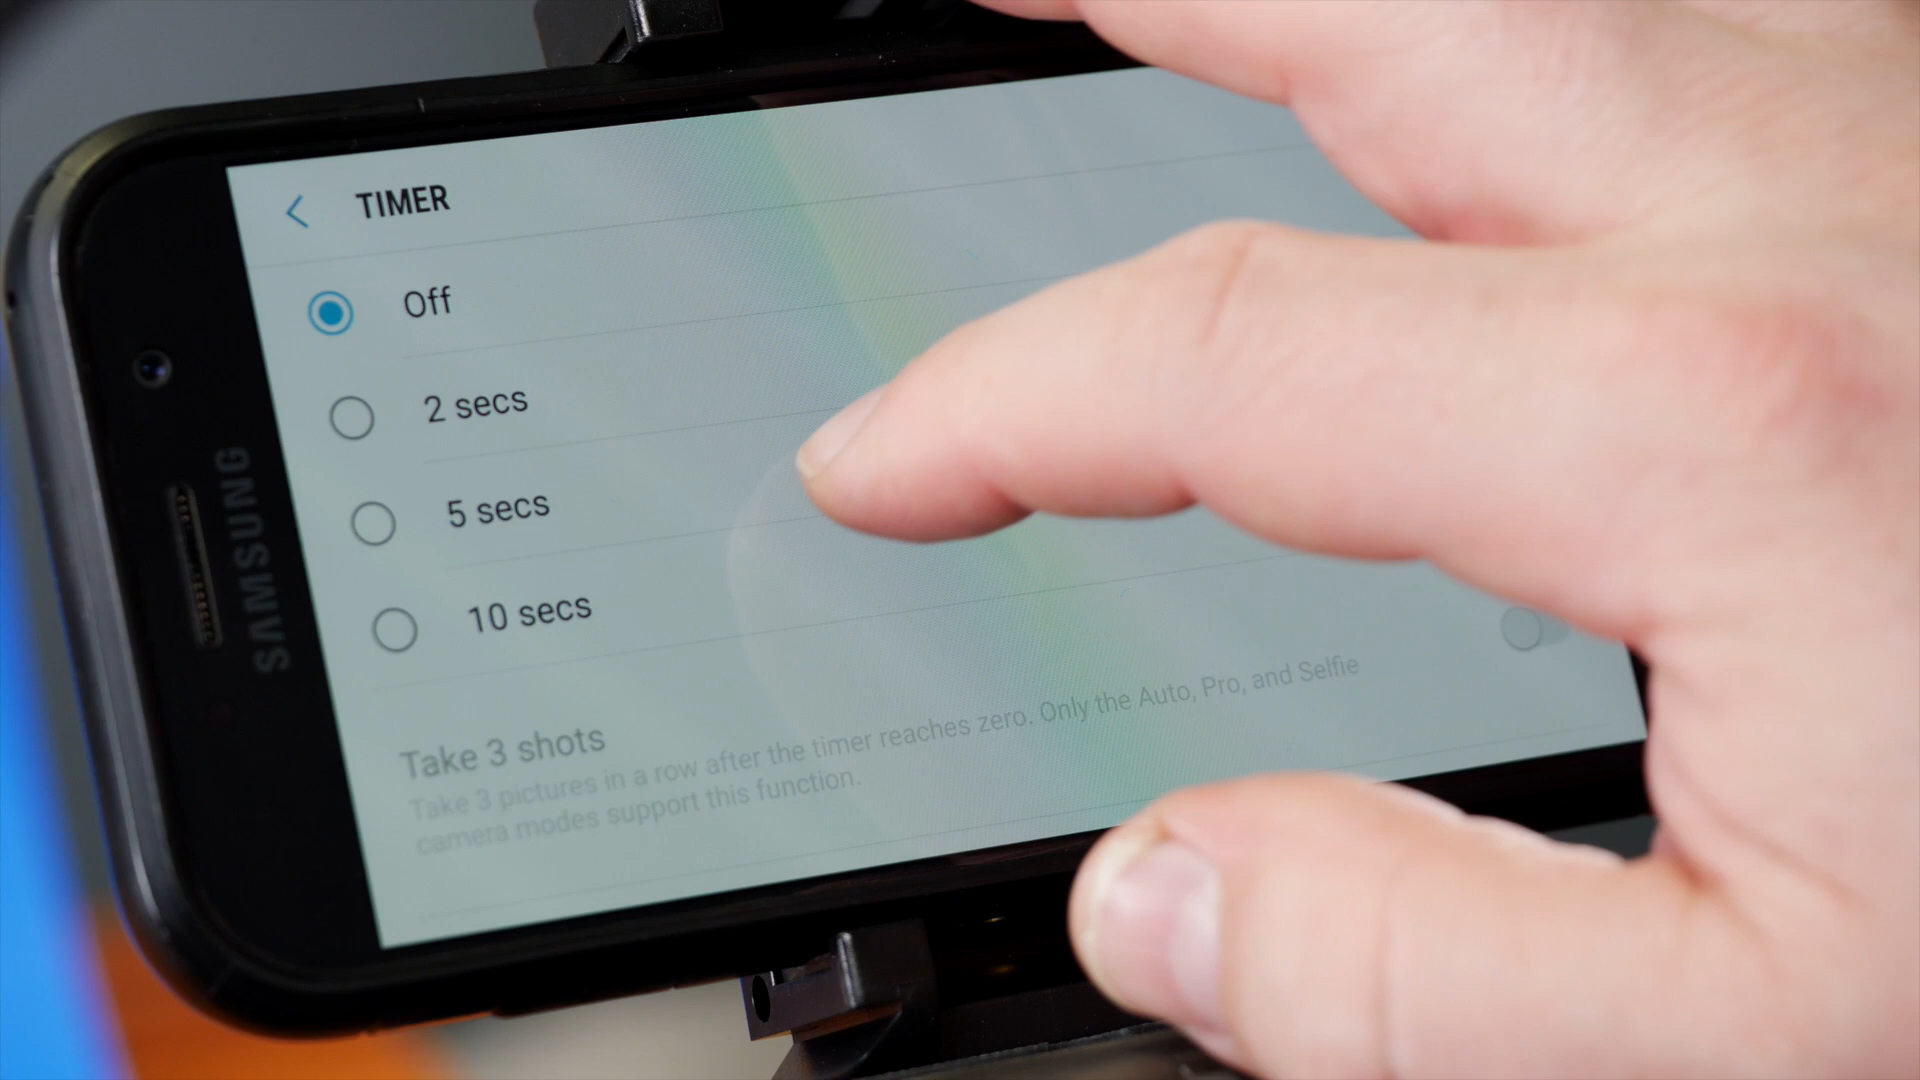 TIMER
Off
2 secs
5 secs
10 secs
Take 3 shots
Take 3 pictures in a row after the timer reaches zero. Only the Auto, Pro, and Selfie
camera modes support this function.
SAMSUNG